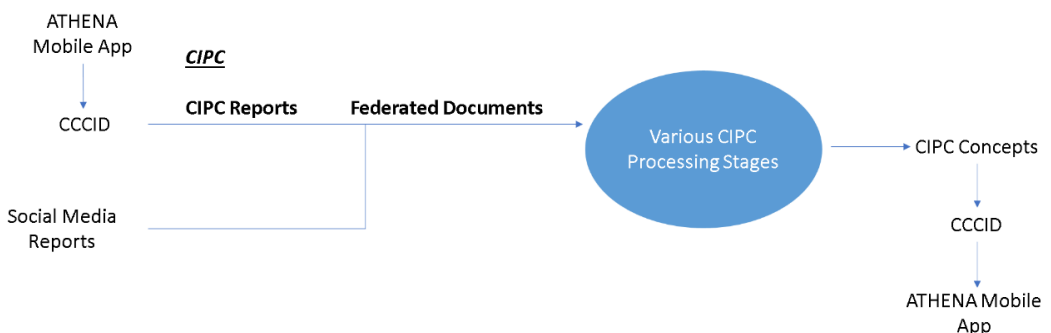 ATHENA
Mobile App
CIPC
CIPC Reports
Federated Documents
CCCID
Various CIPC
Processing Stages
CIPC Concepts
Social Media
Reports
CCCID
ATHENA Mobile
App